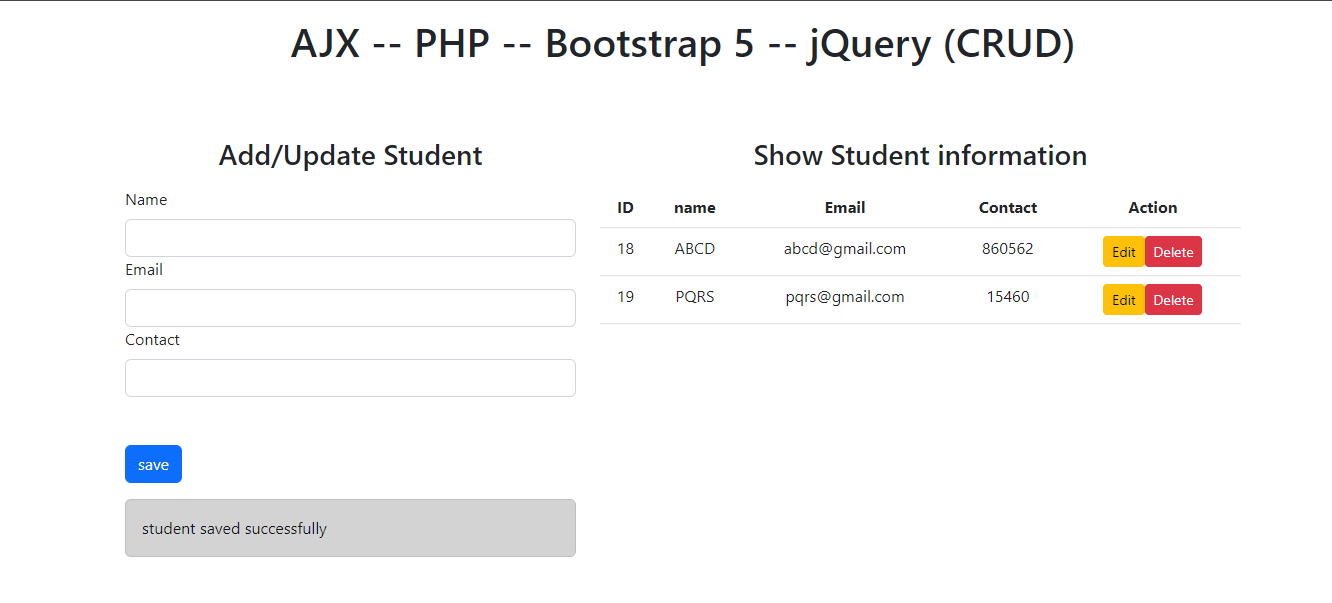 AJX -- PHP -- Bootstrap 5 -- jQuery (CRUD)
Add/Update Student
Name
Email
Contact
save
student saved successfully
Show Student information
ID name Email Contact Action
18 ABCD abcd@gmail.com 860562 Edit Delete
19 PQRS pqrs@gmail.com 15460 Edit Delete